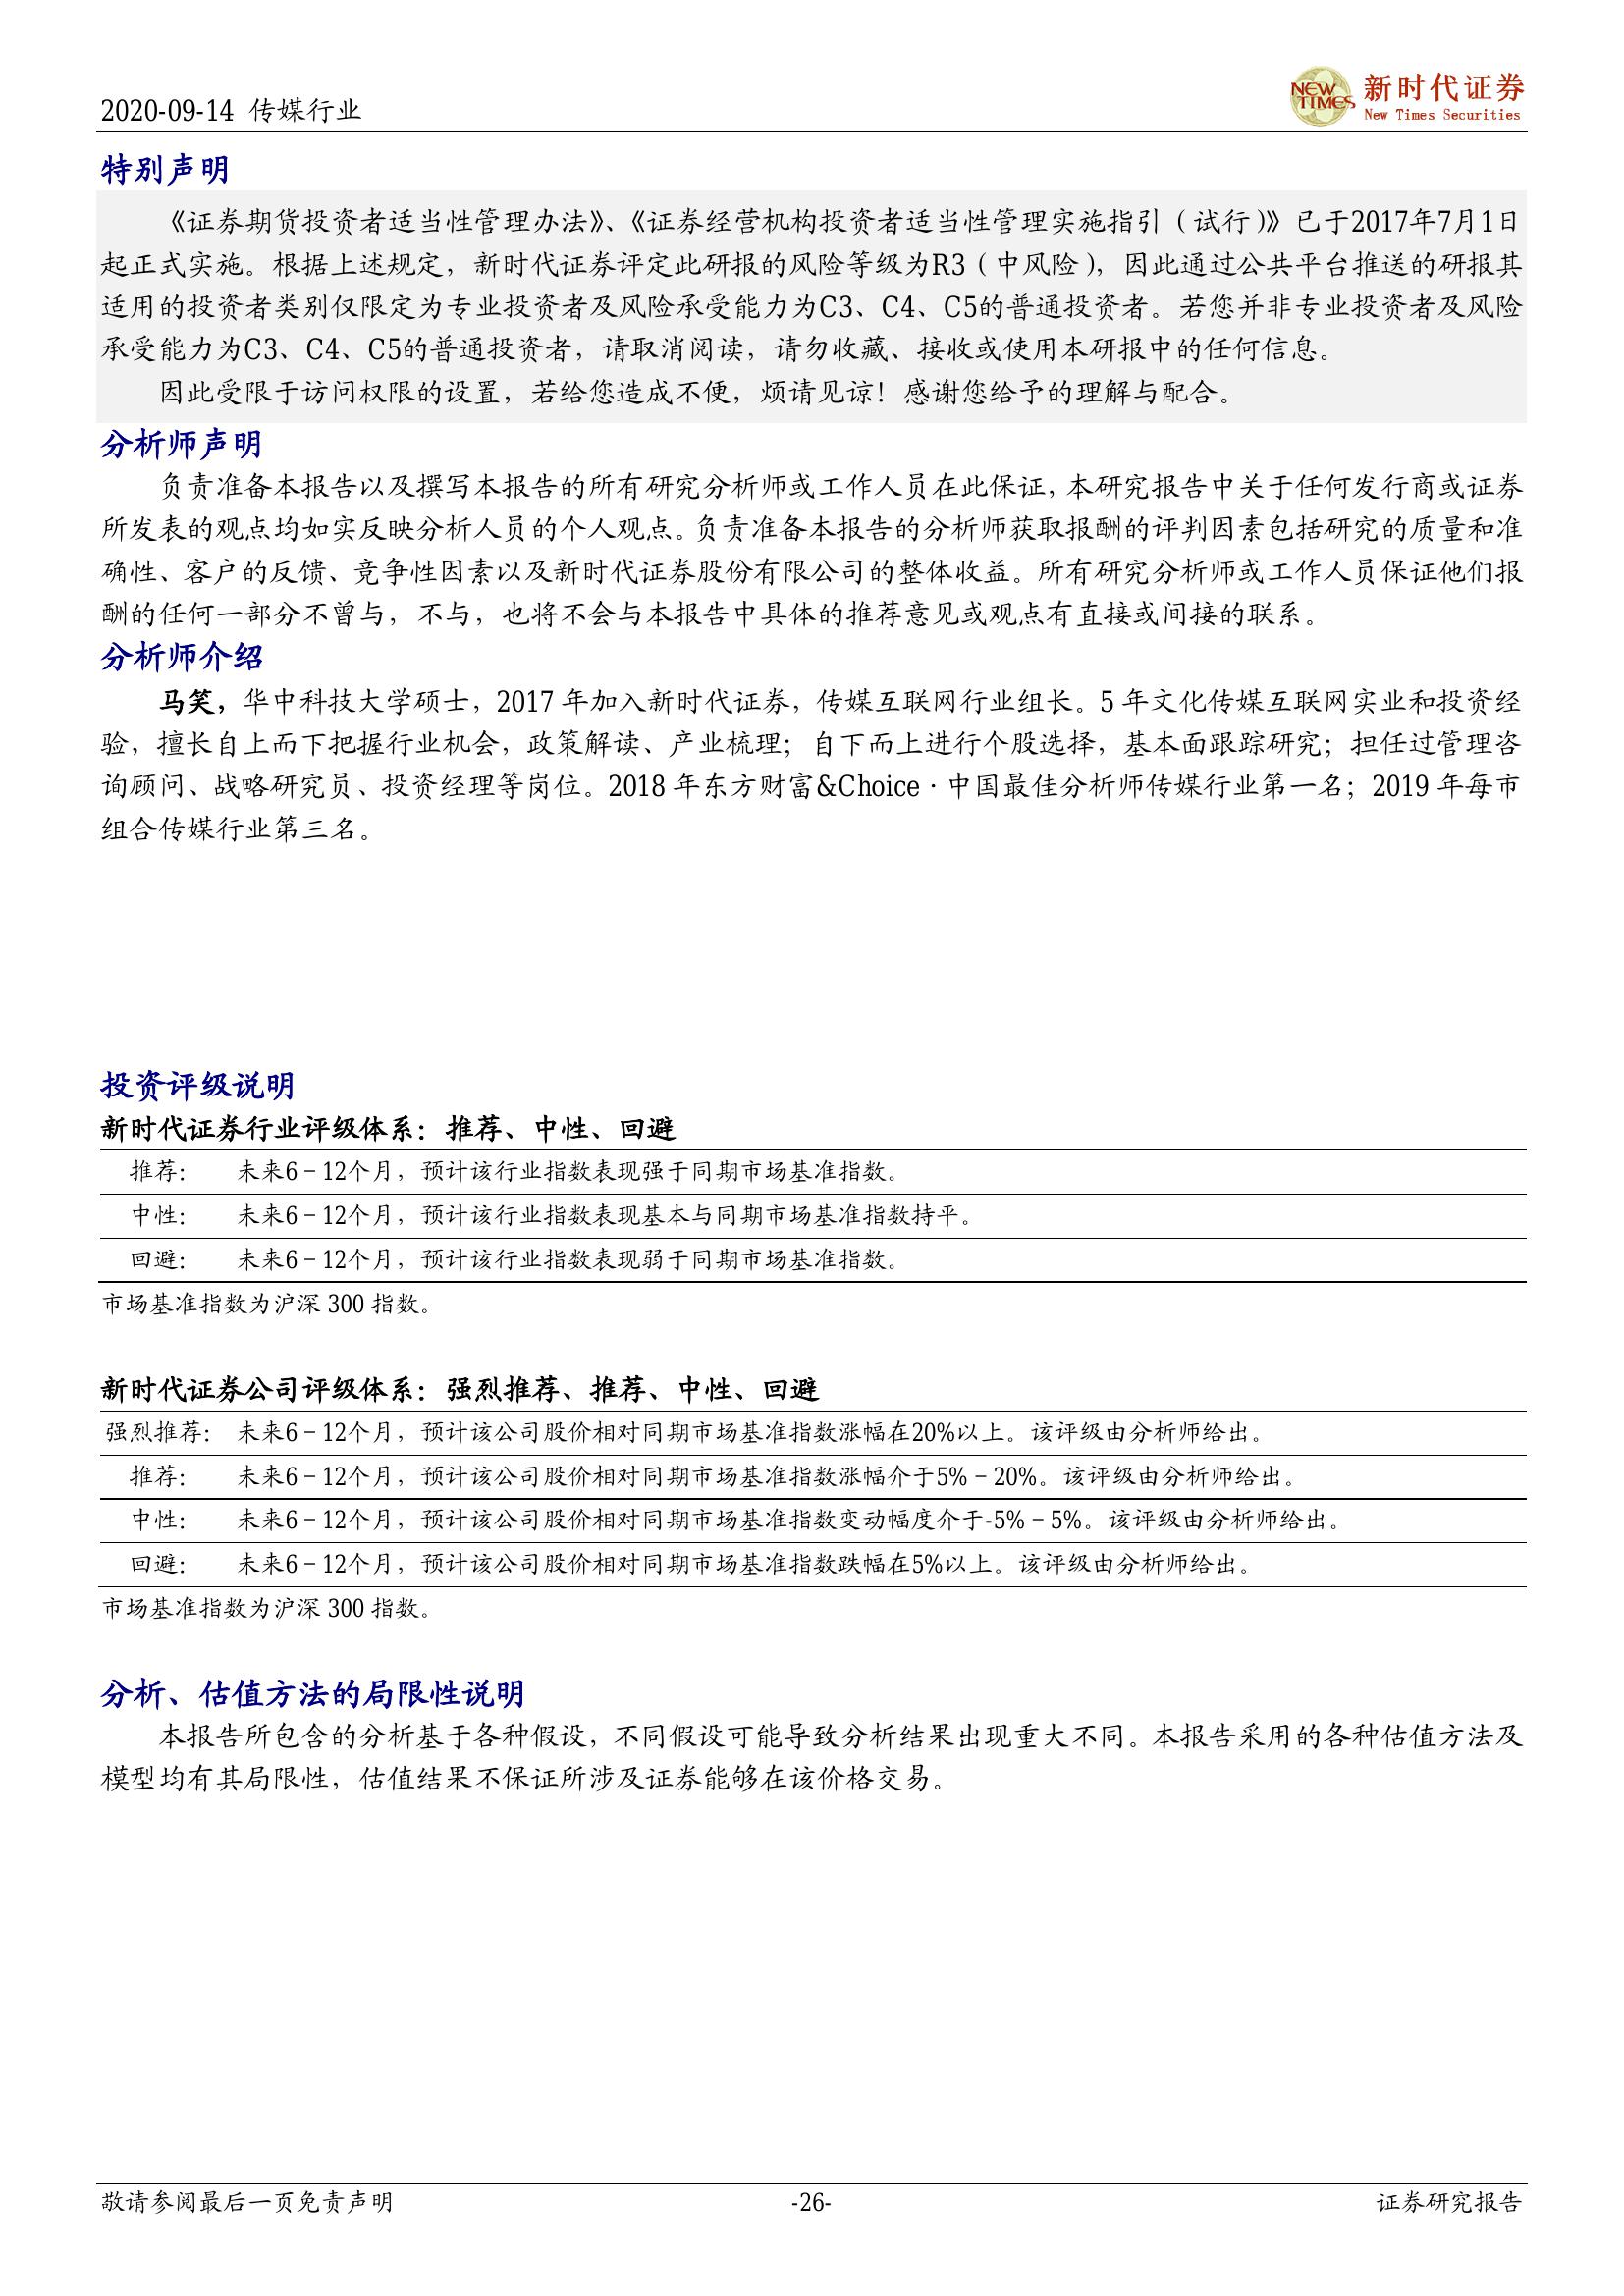 2020-09-14 传媒行业
NEW TIMES
新时代证券
New Times Securities
特别声明
《证券期货投资者适当性管理办法》、《证券经营机构投资者适当性管理实施指引（试行）》已于2017年7月1日
起正式实施。根据上述规定，新时代证券评定此研报的风险等级为R3（中风险），因此通过公共平台推送的研报其
适用的投资者类别仅限定为专业投资者及风险承受能力为C3、C4、C5的普通投资者。若您并非专业投资者及风险
承受能力为C3、C4、C5的普通投资者，请取消阅读，请勿收藏、接收或使用本研报中的任何信息。
因此受限于访问权限的设置，若给您造成不便，烦请见谅！感谢您给予的理解与配合。
分析师声明
负责准备本报告以及撰写本报告的所有研究分析师或工作人员在此保证，本研究报告中关于任何发行商或证券
所发表的观点均如实反映分析人员的个人观点。负责准备本报告的分析师获取报酬的评判因素包括研究的质量和准
确性、客户的反馈、竞争性因素以及新时代证券股份有限公司的整体收益。所有研究分析师或工作人员保证他们报
酬的任何一部分不曾与，不与，也将不会与本报告中具体的推荐意见或观点有直接或间接的联系。
分析师介绍
马笑，华中科技大学硕士，2017 年加入新时代证券，传媒互联网行业组长。5 年文化传媒互联网实业和投资经
验，擅长自上而下把握行业机会，政策解读、产业梳理；自下而上进行个股选择，基本面跟踪研究；担任过管理咨
询顾问、战略研究员、投资经理等岗位。2018 年东方财富&Choice · 中国最佳分析师传媒行业第一名；2019 年每市
组合传媒行业第三名。
投资评级说明
新时代证券行业评级体系：推荐、中性、回避
推荐： 未来6－12个月，预计该行业指数表现强于同期市场基准指数。
中性： 未来6－12个月，预计该行业指数表现基本与同期市场基准指数持平。
回避： 未来6－12个月，预计该行业指数表现弱于同期市场基准指数。
市场基准指数为沪深 300 指数。
新时代证券公司评级体系：强烈推荐、推荐、中性、回避
强烈推荐： 未来6－12个月，预计该公司股价相对同期市场基准指数涨幅在20%以上。该评级由分析师给出。
推荐： 未来6－12个月，预计该公司股价相对同期市场基准指数涨幅介于5%－20%。该评级由分析师给出。
中性： 未来6－12个月，预计该公司股价相对同期市场基准指数变动幅度介于-5%－5%。该评级由分析师给出。
回避： 未来6－12个月，预计该公司股价相对同期市场基准指数跌幅在5%以上。该评级由分析师给出。
市场基准指数为沪深 300 指数。
分析、估值方法的局限性说明
本报告所包含的分析基于各种假设，不同假设可能导致分析结果出现重大不同。本报告采用的各种估值方法及
模型均有其局限性，估值结果不保证所涉及证券能够在该价格交易。
敬请参阅最后一页免责声明 -26- 证券研究报告